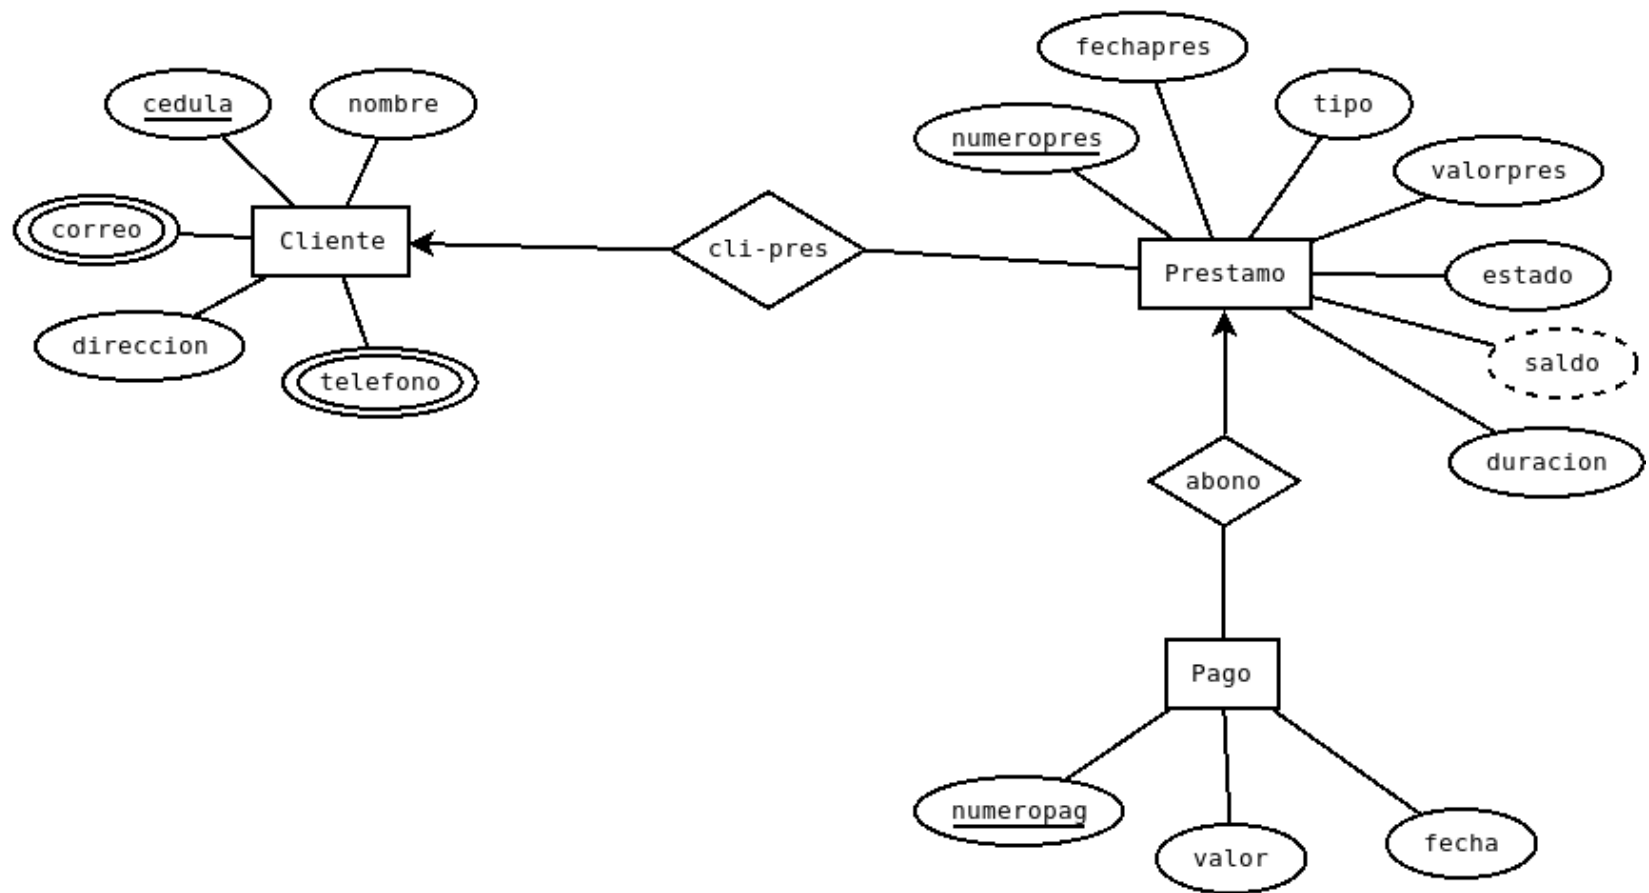 fechapres
cedula
nombre
tipo
numeropres
valorpres
correo
Cliente
cli-pres
Prestamo
estado
direccion
saldo
telefono
duracion
abono
Pago
numeropag
valor
fecha